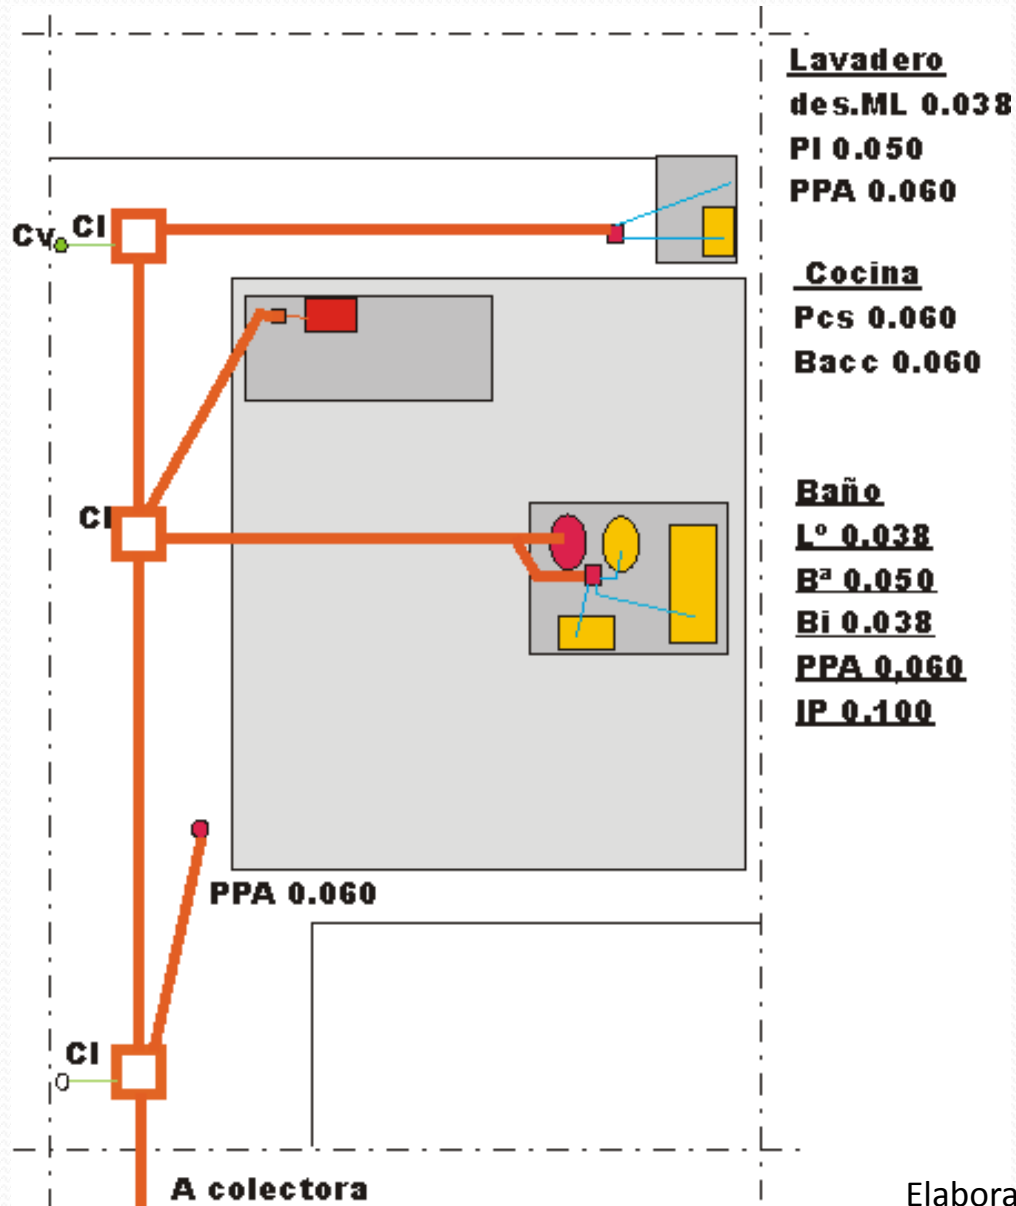 Lavadero
des.ML 0.038
Pl 0.050
PPA 0.060
Cv
CI
Cocina
Pcs 0.060
Bacc 0.060
CI
Baño
Lº 0.038
Bª 0.050
Bi 0.038
PPA 0,060
IP 0.100
PPA 0.060
CI
A colectora
Elabora